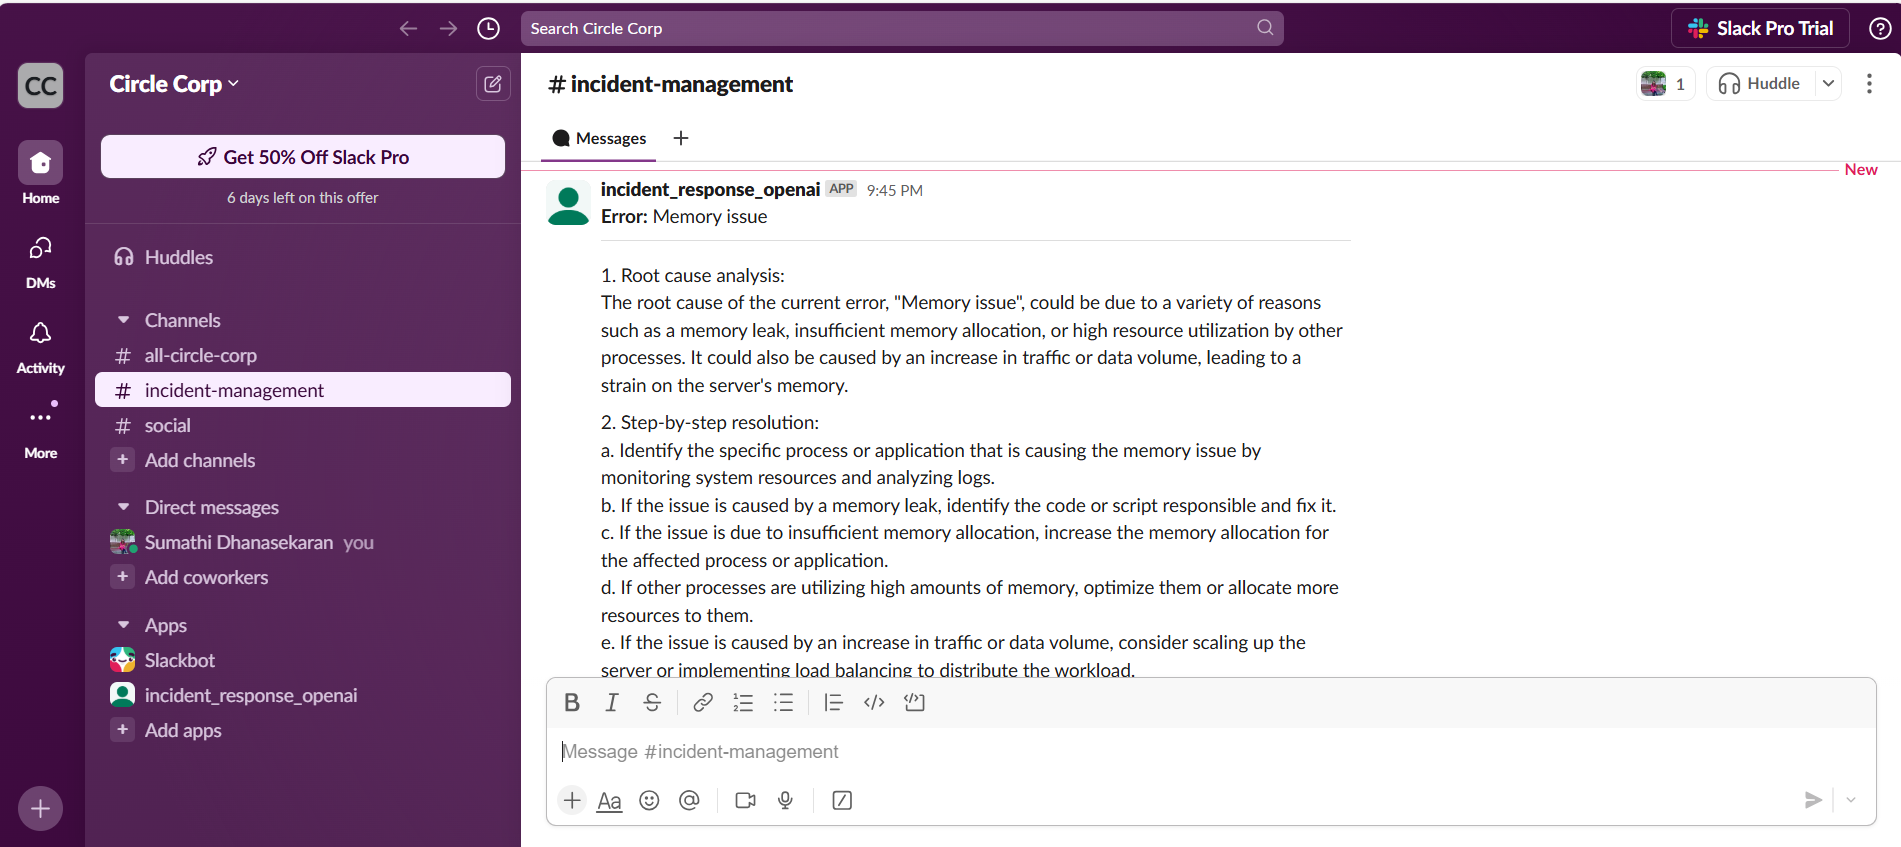 Search Circle Corp
Slack Pro Trial
CC
Circle Corp
Get 50% Off Slack Pro
6 days left on this offer
Home
DMs
Activity
More
Huddles
Channels
# all-circle-corp
# incident-management
# social
+ Add channels
Direct messages
Sumathi Dhanasekaran you
+ Add coworkers
Apps
Slackbot
incident_response_openai
+ Add apps
# incident-management
1
Huddle
Messages
New
incident_response_openai APP 9:45 PM
Error: Memory issue
1. Root cause analysis:
The root cause of the current error, "Memory issue", could be due to a variety of reasons
such as a memory leak, insufficient memory allocation, or high resource utilization by other
processes. It could also be caused by an increase in traffic or data volume, leading to a
strain on the server's memory.
2. Step-by-step resolution:
a. Identify the specific process or application that is causing the memory issue by
monitoring system resources and analyzing logs.
b. If the issue is caused by a memory leak, identify the code or script responsible and fix it.
c. If the issue is due to insufficient memory allocation, increase the memory allocation for
the affected process or application.
d. If other processes are utilizing high amounts of memory, optimize them or allocate more
resources to them.
e. If the issue is caused by an increase in traffic or data volume, consider scaling up the
server or implementing load balancing to distribute the workload.
B I S
Message #incident-management
Aa